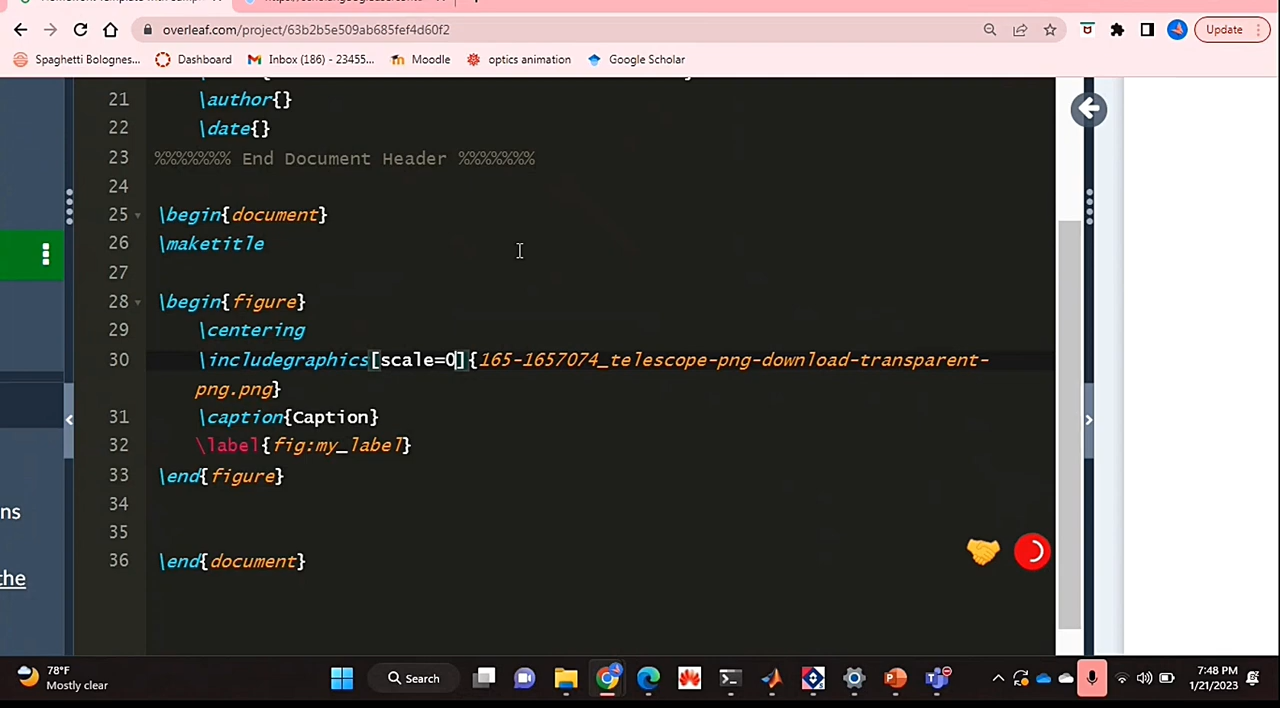 overleaf.com/project/63b2b5e509ab685fef4d60f2
Update
Spaghetti Bolognes...
Dashboard
Inbox (186) - 23455...
Moodle
optics animation
Google Scholar
21 \author{}
22 \date{}
23 %%%%%%% End Document Header %%%%%%%
24
25 \begin{document}
26 \maketitle
27
28 \begin{figure}
29 \centering
30 \includegraphics[scale=0]{165-1657074_telescope-png-download-transparent-
png.png}
31 \caption{Caption}
32 \label{fig:my_label}
33 \end{figure}
34
35
36 \end{document}
ns
the
78°F
Mostly clear
Search
7:48 PM
1/21/2023